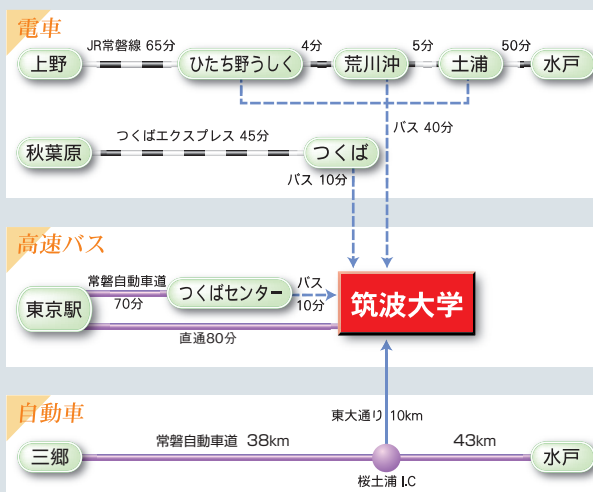 電車
JR常磐線 65分
4分
5分
50分
上野
ひたち野うしく
荒川沖
土浦
水戸
バス 40分
つくばエクスプレス 45分
秋葉原
つくば
バス 10分
高速バス
常磐自動車道
70分
つくばセンター
バス
10分
東京駅
筑波大学
直通80分
自動車
東大通り 10km
常磐自動車道 38km
43km
三郷
水戸
桜土浦 I.C